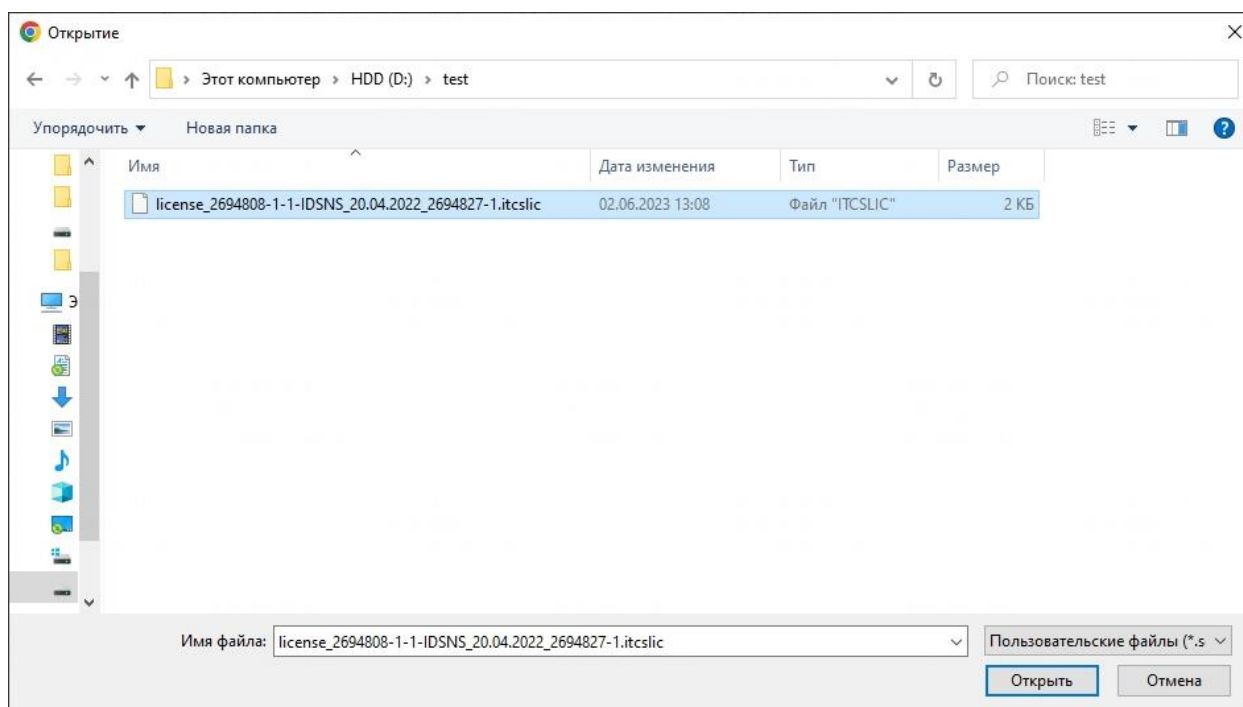 Открытие
Этот компьютер > HDD (D:) > test
Поиск: test
Упорядочить
Новая папка
Имя
Дата изменения
Тип
Размер
license_2694808-1-1-IDSNS_20.04.2022_2694827-1.itcslic
02.06.2023 13:08
Файл "ITCSLIC"
2 КБ
Э
Имя файла:
license_2694808-1-1-IDSNS_20.04.2022_2694827-1.itcslic
Пользовательские файлы (*.s
Открыть
Отмена